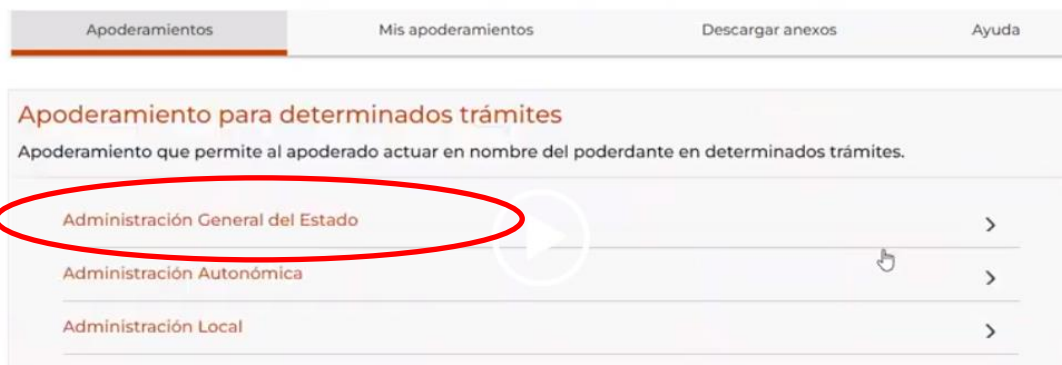 Apoderamientos Mis apoderamientos Descargar anexos Ayuda
Apoderamiento para determinados trámites
Apoderamiento que permite al apoderado actuar en nombre del poderdante en determinados trámites.
Administración General del Estado
Administración Autonómica
Administración Local